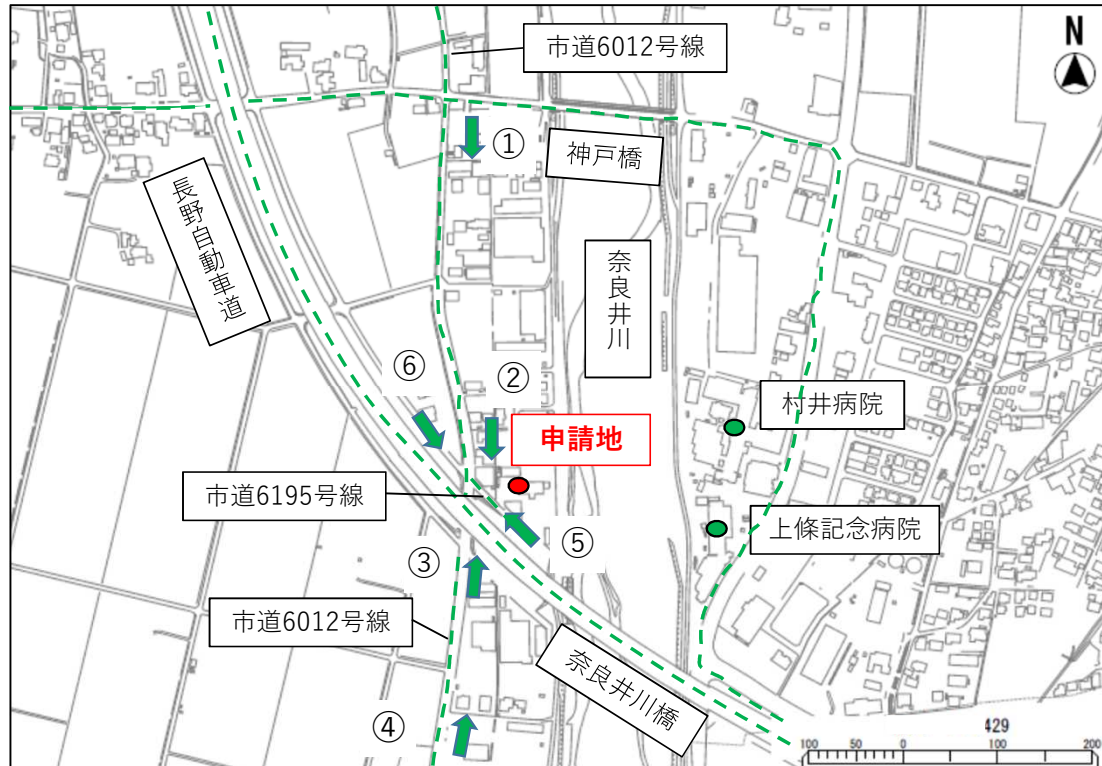 市道6012号線
N
①
神戸橋
長野自動車道
奈良井川
⑥
②
村井病院
申請地
市道6195号線
⑤
上條記念病院
③
市道6012号線
奈良井川橋
④
429
100 50 0 100 200